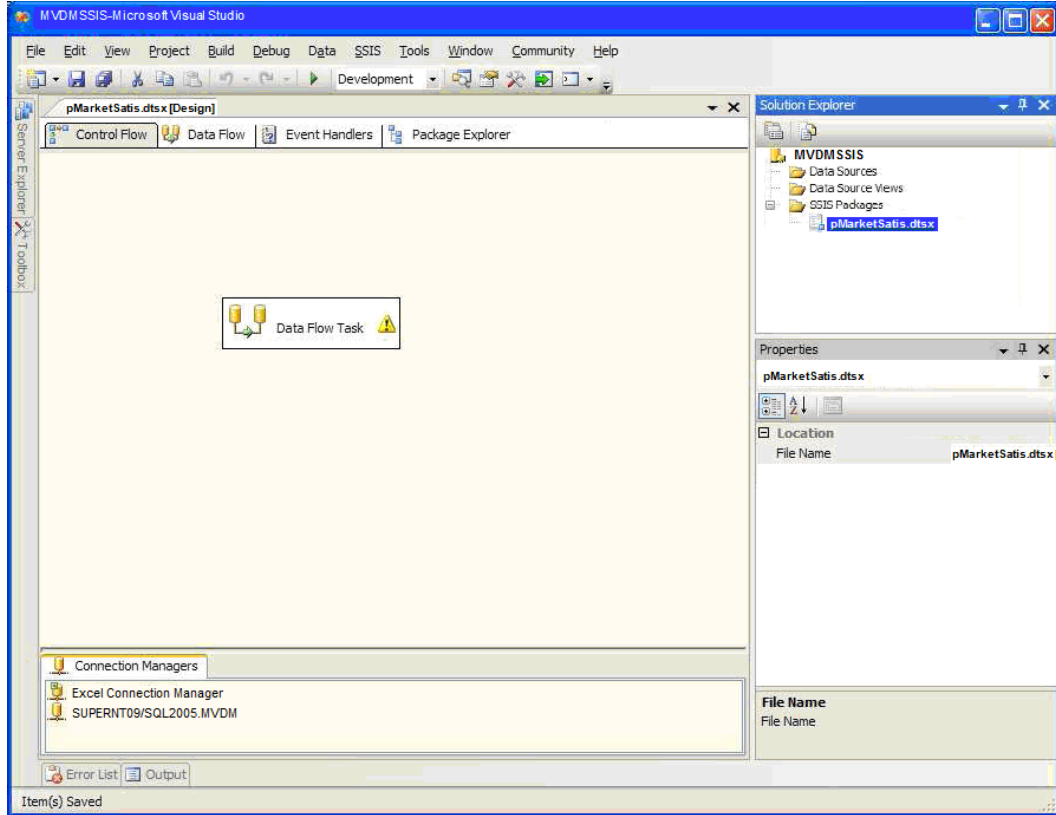 MVDMSSIS-Microsoft Visual Studio
File Edit View Project Build Debug Data SSIS Tools Window Community Help
Development
pMarketSatis.dtsx [Design]
Control Flow Data Flow Event Handlers Package Explorer
Server Explorer
Toolbox
Data Flow Task
Connection Managers
Excel Connection Manager
SUPERNT09/SQL2005.MVDM
Error List Output
Item(s) Saved
Solution Explorer
MVDMSSIS
Data Sources
Data Source Views
SSIS Packages
pMarketSatis.dtsx
Properties
pMarketSatis.dtsx
Location
File Name pMarketSatis.dtsx
File Name
File Name